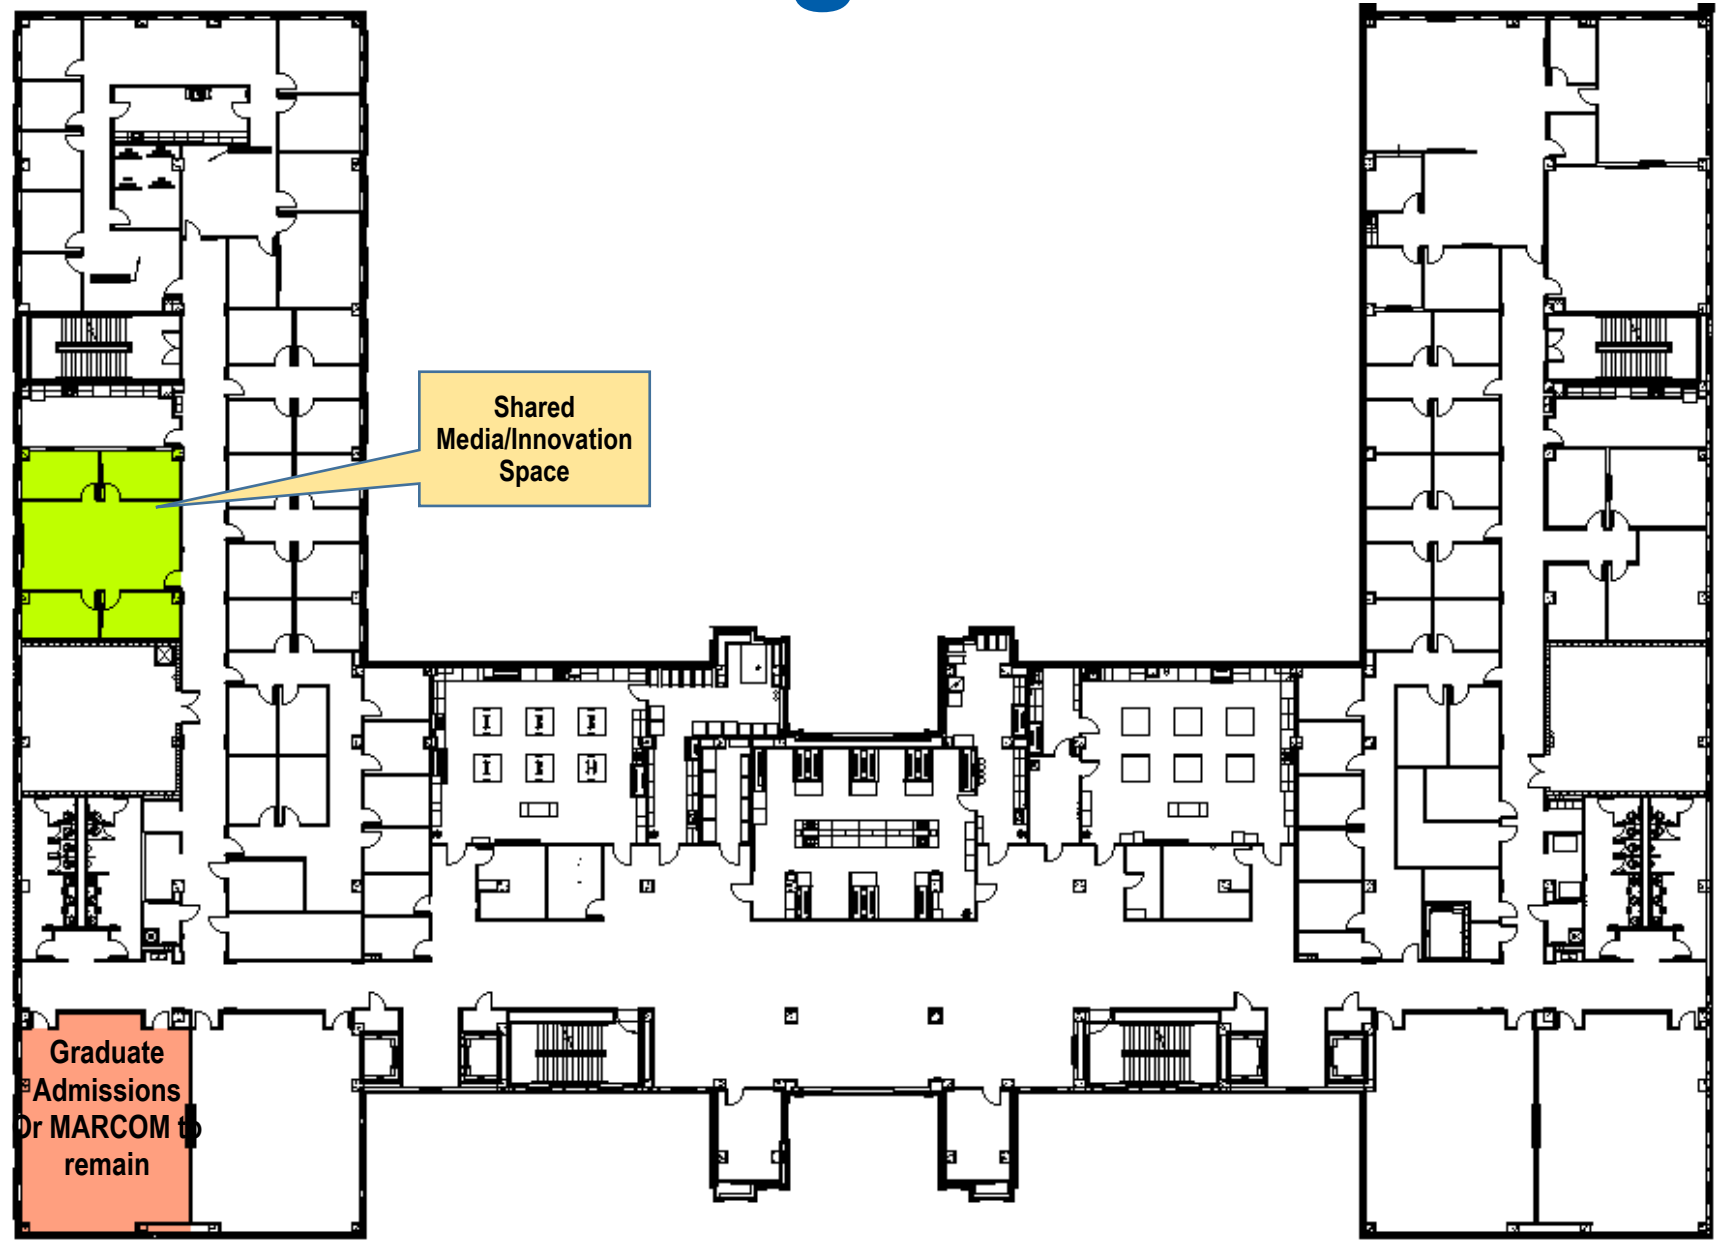 Shared
Media/Innovation
Space
Graduate
Admissions
Or MARCOM to
remain